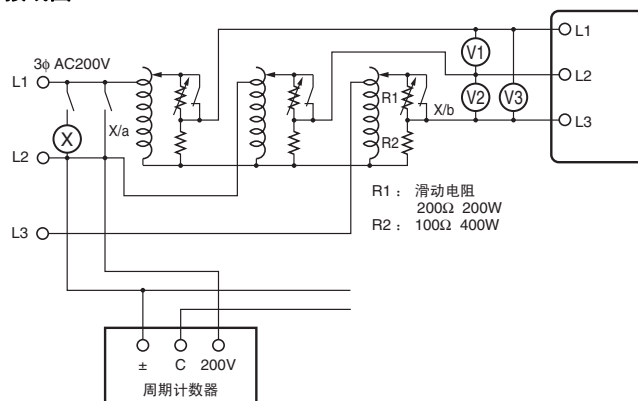 3ϕ AC200V
L1
L2
L3
X
X/a
R1
R2
X/b
V1
V2
V3
L1
L2
L3
R1： 滑动电阻
200Ω 200W
R2： 100Ω 400W
± C 200V
周期计数器